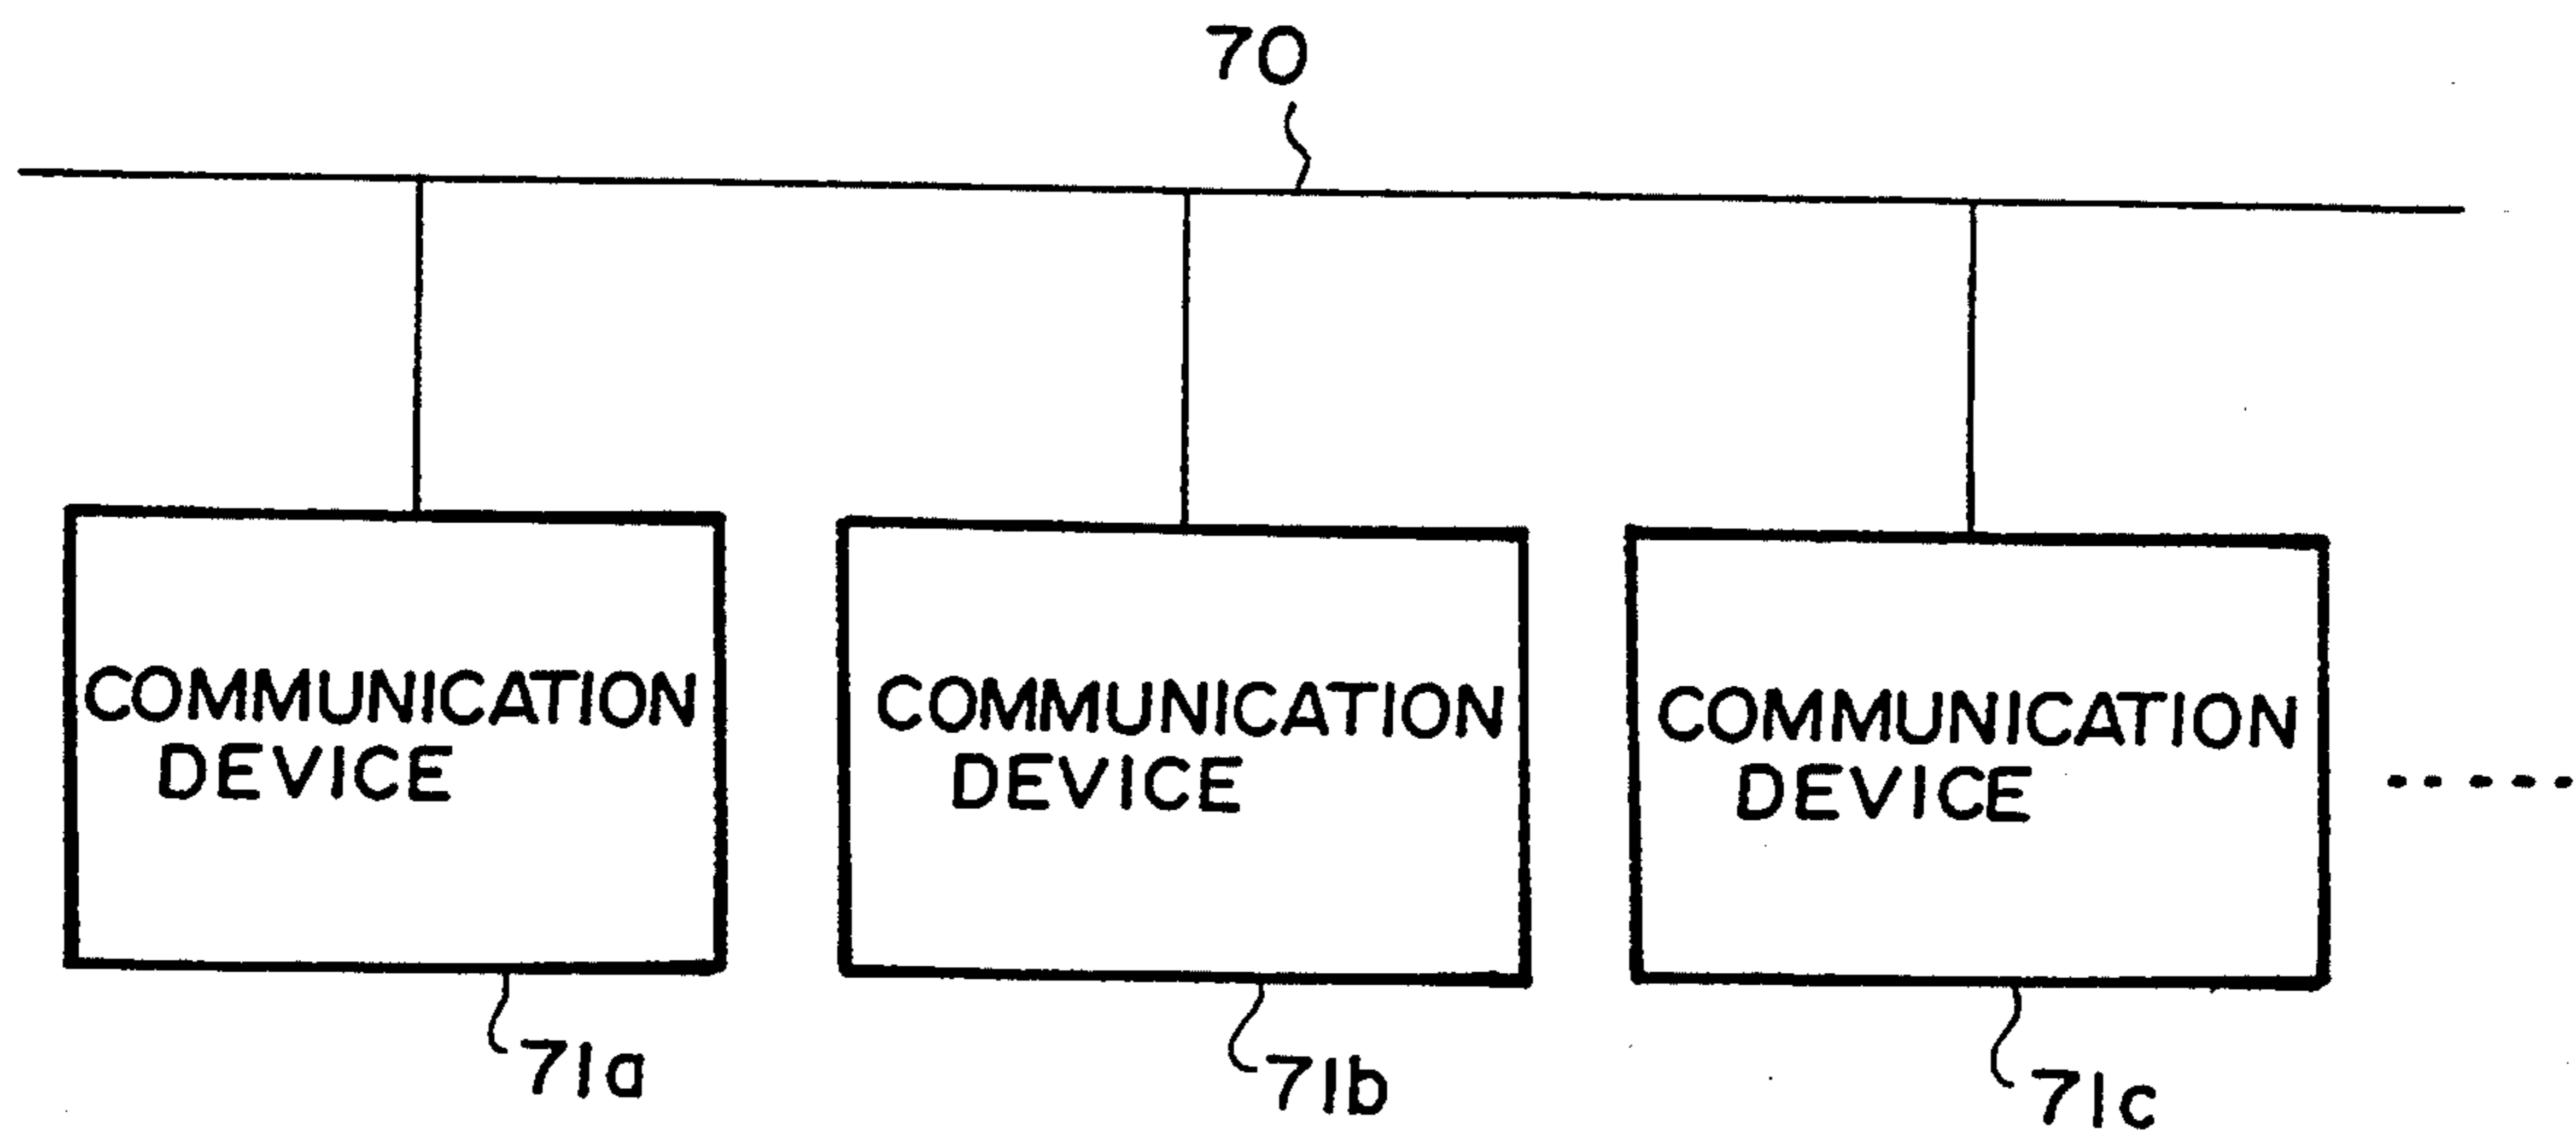 70
COMMUNICATION
DEVICE
COMMUNICATION
DEVICE
COMMUNICATION
DEVICE
.....
71a
71b
71c